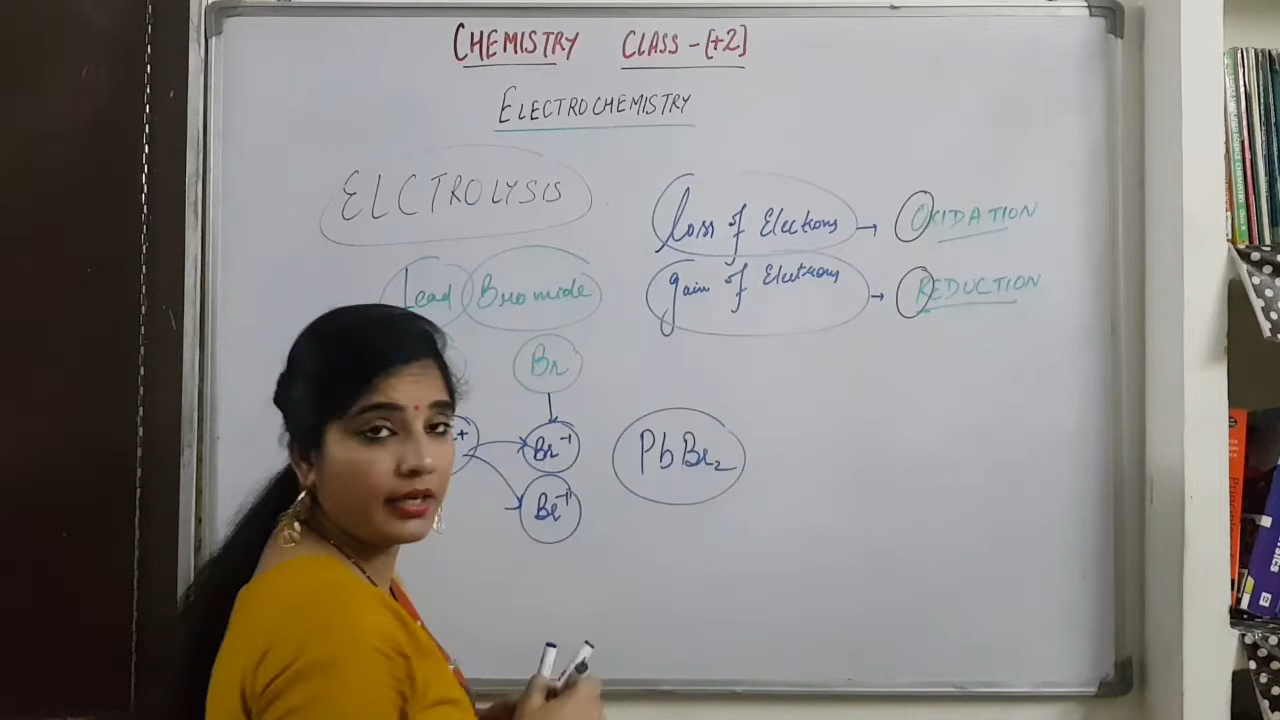 CHEMISTRY CLASS-[+2]
ELECTROCHEMISTRY
ELCTROLYSIS
Loss of Electrons → OXIDATION
Lead Bromide
gain of Electrons → REDUCTION
Br
+ Br⁻¹
Br⁻¹
PbBr₂